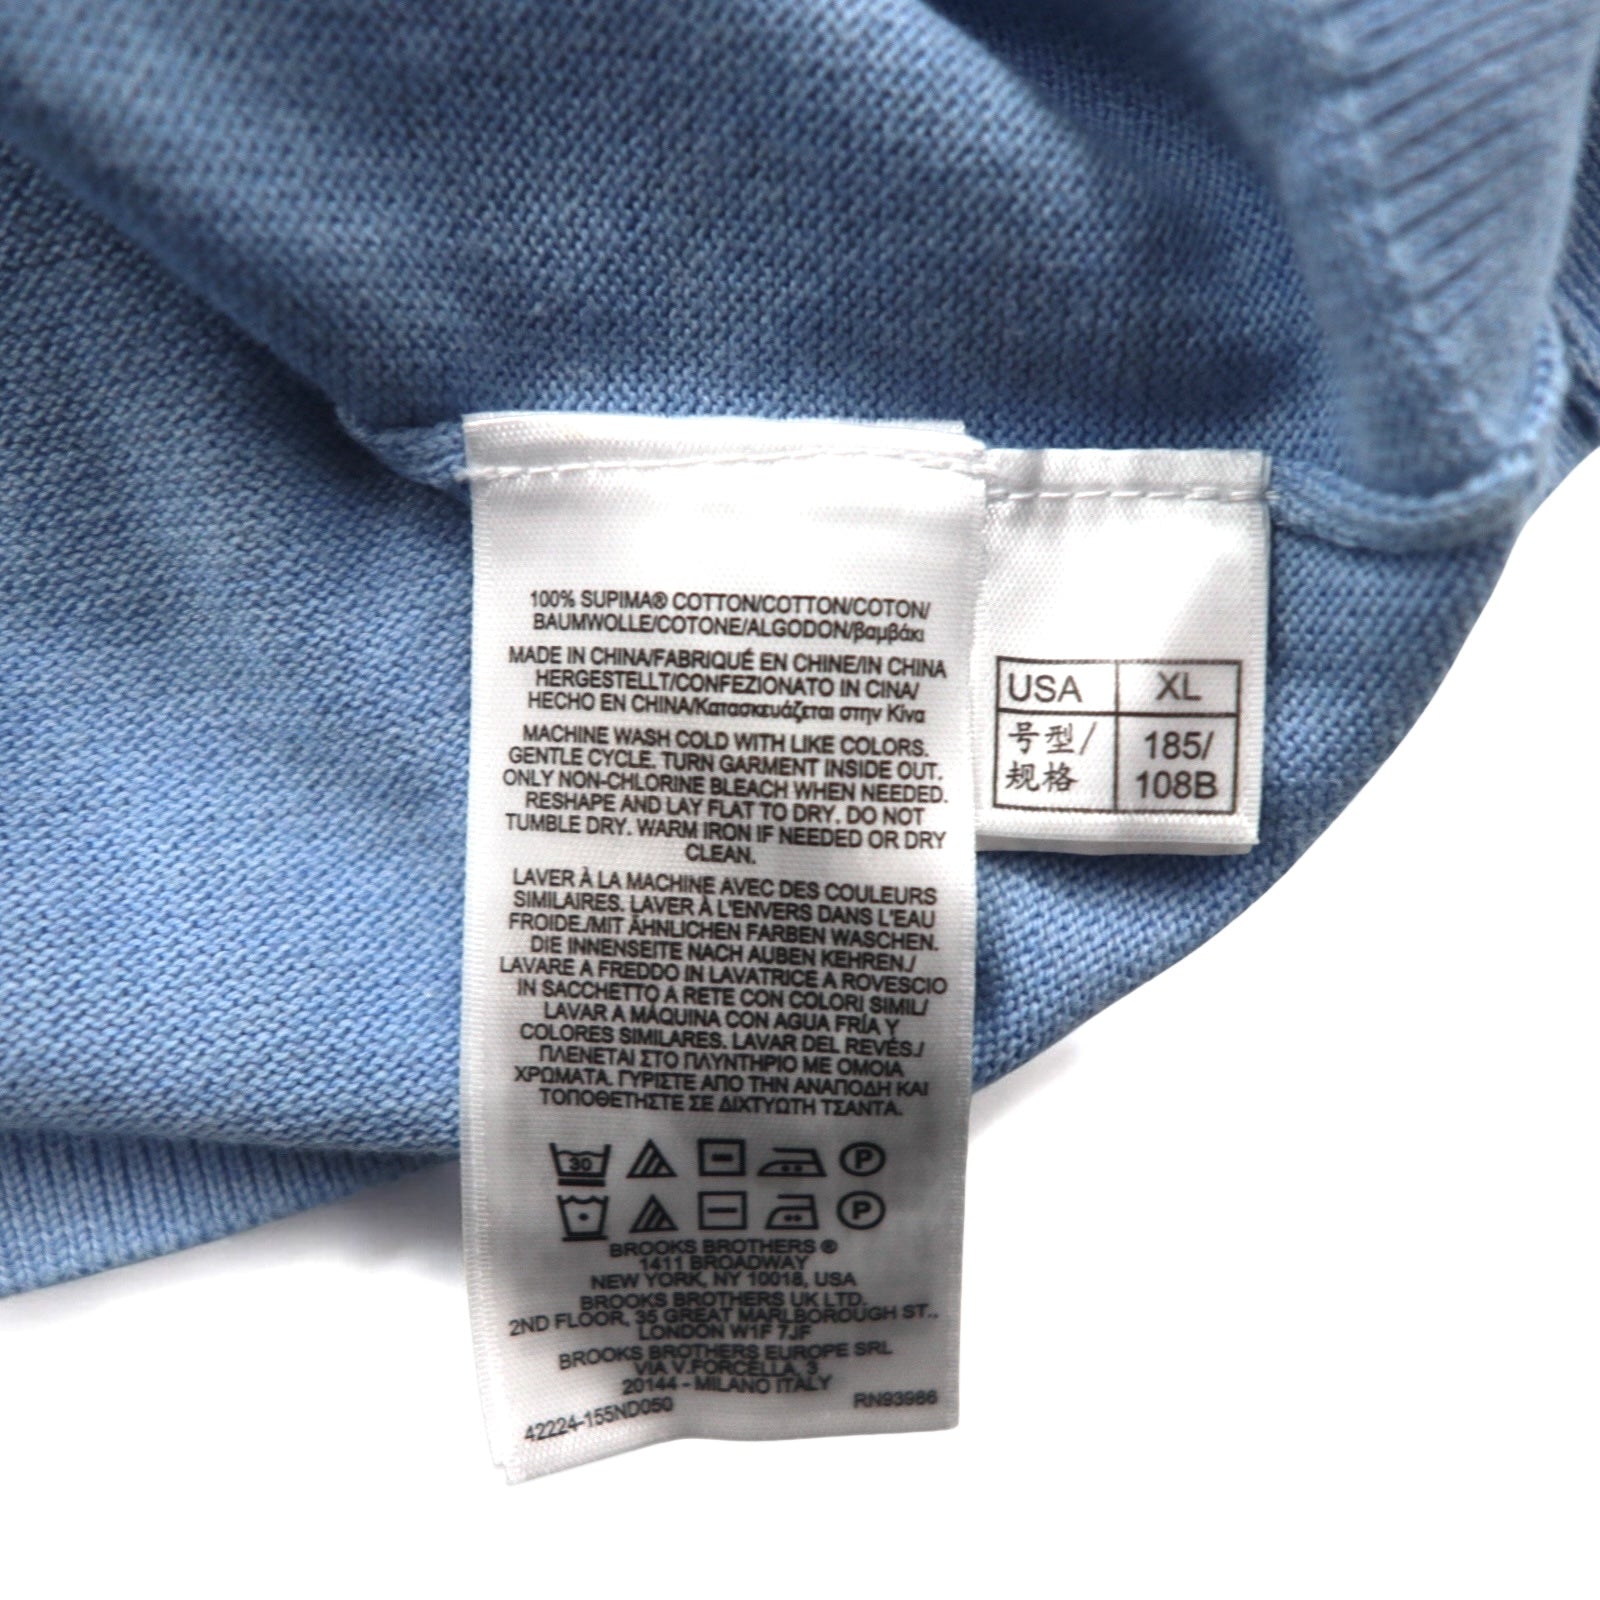 100% SUPIMA® COTTON/COTTON/COTON/
BAUMWOLLE/COTONE/ALGODON/βαμβάκι
MADE IN CHINA/FABRIQUÉ EN CHINE/IN CHINA
HERGESTELLT/CONFEZIONATO IN CINA/
HECHO EN CHINA/Κατασκευάζεται στην Κίνα
MACHINE WASH COLD WITH LIKE COLORS.
GENTLE CYCLE. TURN GARMENT INSIDE OUT.
ONLY NON-CHLORINE BLEACH WHEN NEEDED.
RESHAPE AND LAY FLAT TO DRY. DO NOT
TUMBLE DRY. WARM IRON IF NEEDED OR DRY
CLEAN.
LAVER À LA MACHINE AVEC DES COULEURS
SIMILAIRES. LAVER À L'ENVERS DANS L'EAU
FROIDE./MIT ÄHNLICHEN FARBEN WASCHEN.
DIE INNENSEITE NACH AUBEN KEHREN./
LAVARE A FREDDO IN LAVATRICE A ROVESCIO
IN SACCHETTO A RETE CON COLORI SIMIL/
LAVAR A MÁQUINA CON AGUA FRÍA Y
COLORES SIMILARES. LAVAR DEL REVÉS./
ΠΛΕΝΕΤΑΙ ΣΤΟ ΠΛΥΝΤΗΡΙΟ ΜΕ ΟΜΟΙΑ
ΧΡΩΜΑΤΑ. ΓΥΡΙΣΤΕ ΑΠΟ ΤΗΝ ΑΝΑΠΟΔΗ ΚΑΙ
ΤΟΠΟΘΕΤΗΣΤΕ ΣΕ ΔΙΧΤΥΩΤΗ ΤΣΑΝΤΑ.
30 P
P
BROOKS BROTHERS ®
1411 BROADWAY
NEW YORK, NY 10018, USA
BROOKS BROTHERS UK LTD.
2ND FLOOR, 35 GREAT MARLBOROUGH ST.,
LONDON W1F 7JF
BROOKS BROTHERS EUROPE SRL
VIA V.FORCELLA, 3
20144 - MILANO ITALY
42224-155ND050 RN93986
USA XL
号型/ 185/
规格 108B